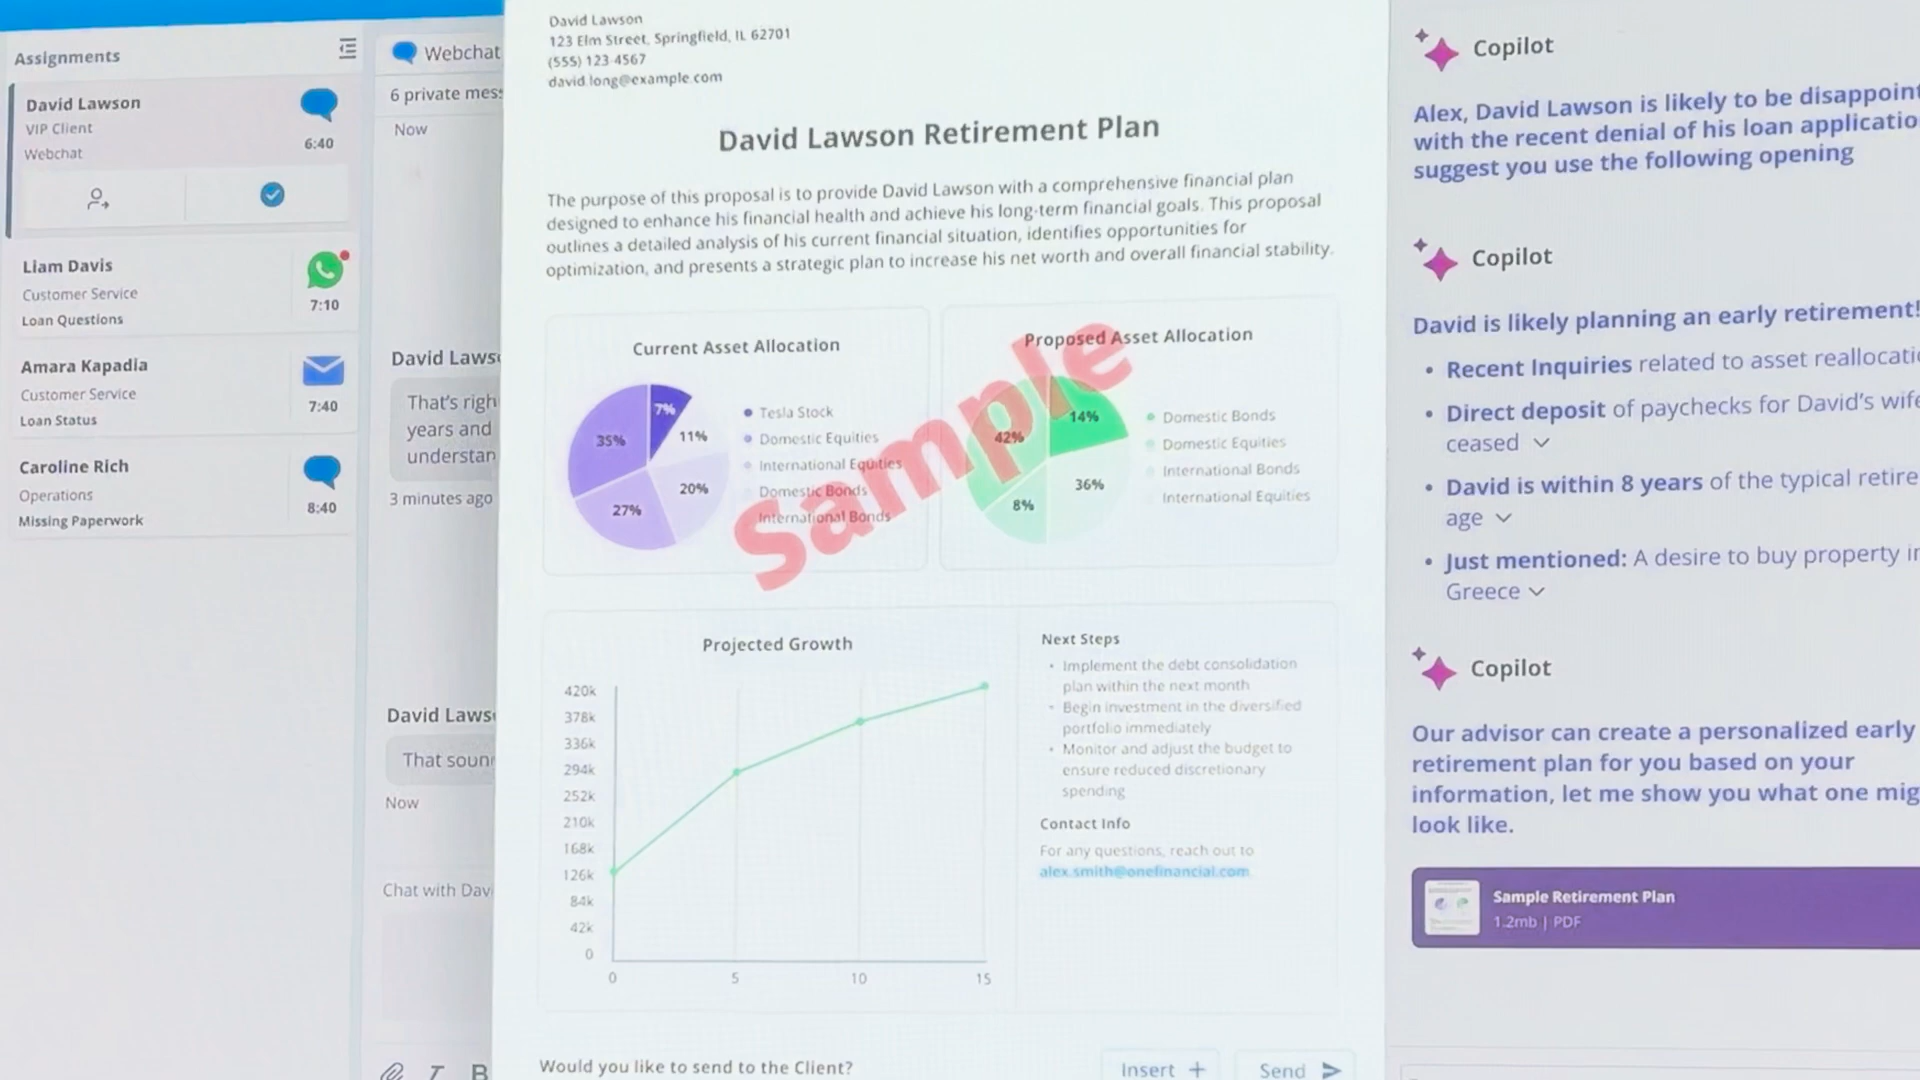 Assignments
David Lawson
VIP Client
Webchat
6:40
Liam Davis
Customer Service
Loan Questions
7:10
Amara Kapadia
Customer Service
Loan Status
7:40
Caroline Rich
Operations
Missing Paperwork
8:40
Webchat
6 private mess
Now
David Laws
That's righ
years and
understan
3 minutes ago
David Laws
That soun
Now
Chat with Dav
T B
David Lawson
123 Elm Street, Springfield, IL 62701
(555) 123-4567
david.long@example.com
David Lawson Retirement Plan
The purpose of this proposal is to provide David Lawson with a comprehensive financial plan
designed to enhance his financial health and achieve his long-term financial goals. This proposal
outlines a detailed analysis of his current financial situation, identifies opportunities for
optimization, and presents a strategic plan to increase his net worth and overall financial stability.
Current Asset Allocation
7%
11%
20%
27%
35%
Tesla Stock
Domestic Equities
International Equities
Domestic Bonds
International Bonds
Sample
Proposed Asset Allocation
14%
36%
8%
42%
Domestic Bonds
Domestic Equities
International Bonds
International Equities
Projected Growth
420k
378k
336k
294k
252k
210k
168k
126k
84k
42k
0
0 5 10 15
Next Steps
• Implement the debt consolidation
plan within the next month
• Begin investment in the diversified
portfolio immediately
• Monitor and adjust the budget to
ensure reduced discretionary
spending
Contact Info
For any questions, reach out to
alex.smith@onefinancial.com
Would you like to send to the Client?
Insert +
Send
Copilot
Alex, David Lawson is likely to be disappoint
with the recent denial of his loan applicatio
suggest you use the following opening
Copilot
David is likely planning an early retirement!
• Recent Inquiries related to asset reallocati
• Direct deposit of paychecks for David's wife
ceased
• David is within 8 years of the typical retire
age
• Just mentioned: A desire to buy property in
Greece
Copilot
Our advisor can create a personalized early
retirement plan for you based on your
information, let me show you what one mig
look like.
Sample Retirement Plan
1.2mb | PDF